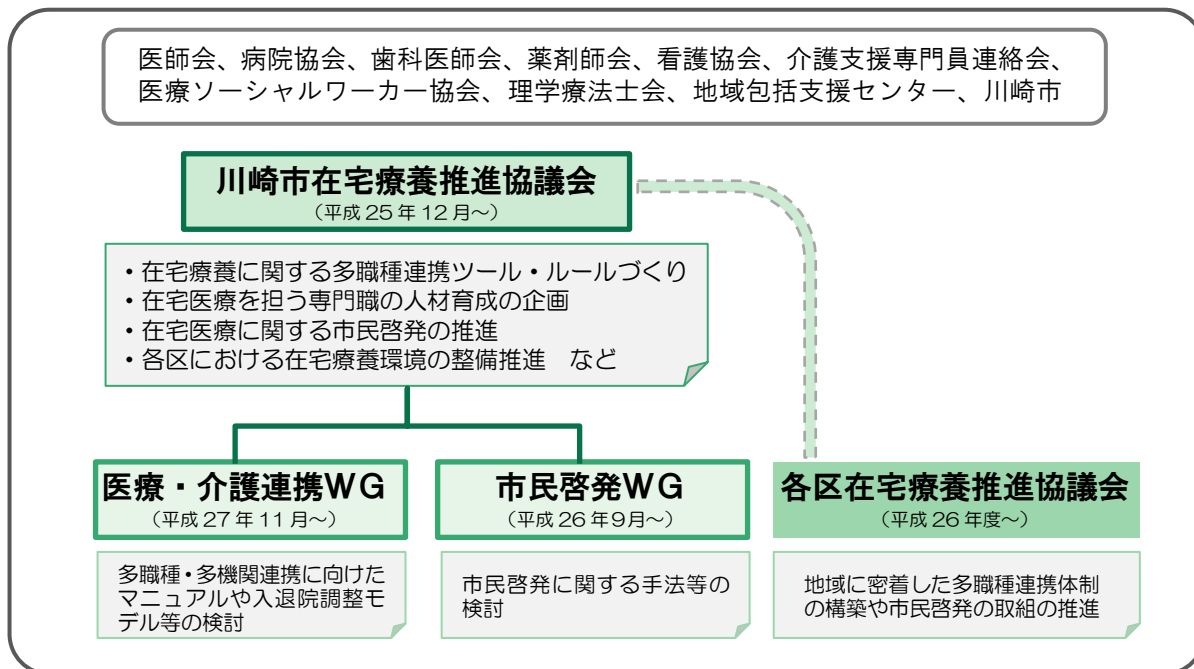 医師会、病院協会、歯科医師会、薬剤師会、看護協会、介護支援専門員連絡会、
医療ソーシャルワーカー協会、理学療法士会、地域包括支援センター、川崎市
川崎市在宅療養推進協議会
（平成25年12月～）
・在宅療養に関する多職種連携ツール・ルールづくり
・在宅医療を担う専門職の人材育成の企画
・在宅医療に関する市民啓発の推進
・各区における在宅療養環境の整備推進　など
医療・介護連携WG
（平成27年11月～）
多職種・多機関連携に向けた
マニュアルや入退院調整モ
デル等の検討
市民啓発WG
（平成26年9月～）
市民啓発に関する手法等の
検討
各区在宅療養推進協議会
（平成26年度～）
地域に密着した多職種連携体制
の構築や市民啓発の取組の推進